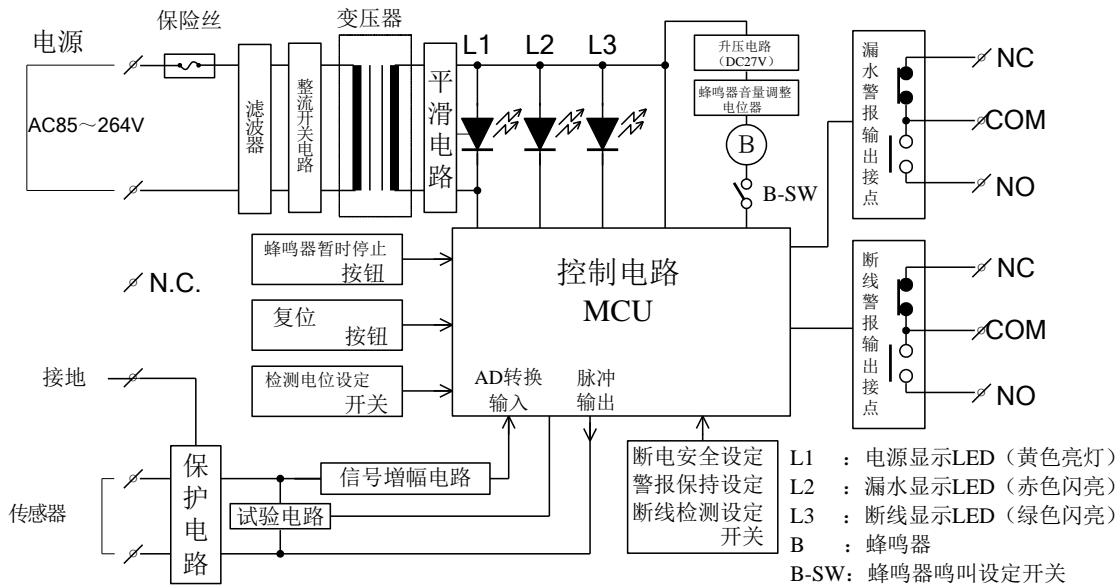 电源
保险丝
变压器
AC85～264V
滤波器
整流开关电路
平滑电路
L1
L2
L3
升压电路
（DC27V）
蜂鸣器音量调整
电位器
B
B-SW
漏水警报输出接点
NC
COM
NO
N.C.
蜂鸣器暂时停止
按钮
复位
按钮
检测电位设定
开关
控制电路
MCU
AD转换
输入
脉冲
输出
断线警报输出接点
NC
COM
NO
接地
传感器
保护电路
信号增幅电路
试验电路
断电安全设定
警报保持设定
断线检测设定
开关
L1 ：电源显示LED（黄色亮灯）
L2 ：漏水显示LED（赤色闪亮）
L3 ：断线显示LED（绿色闪亮）
B ：蜂鸣器
B-SW：蜂鸣器鸣叫设定开关